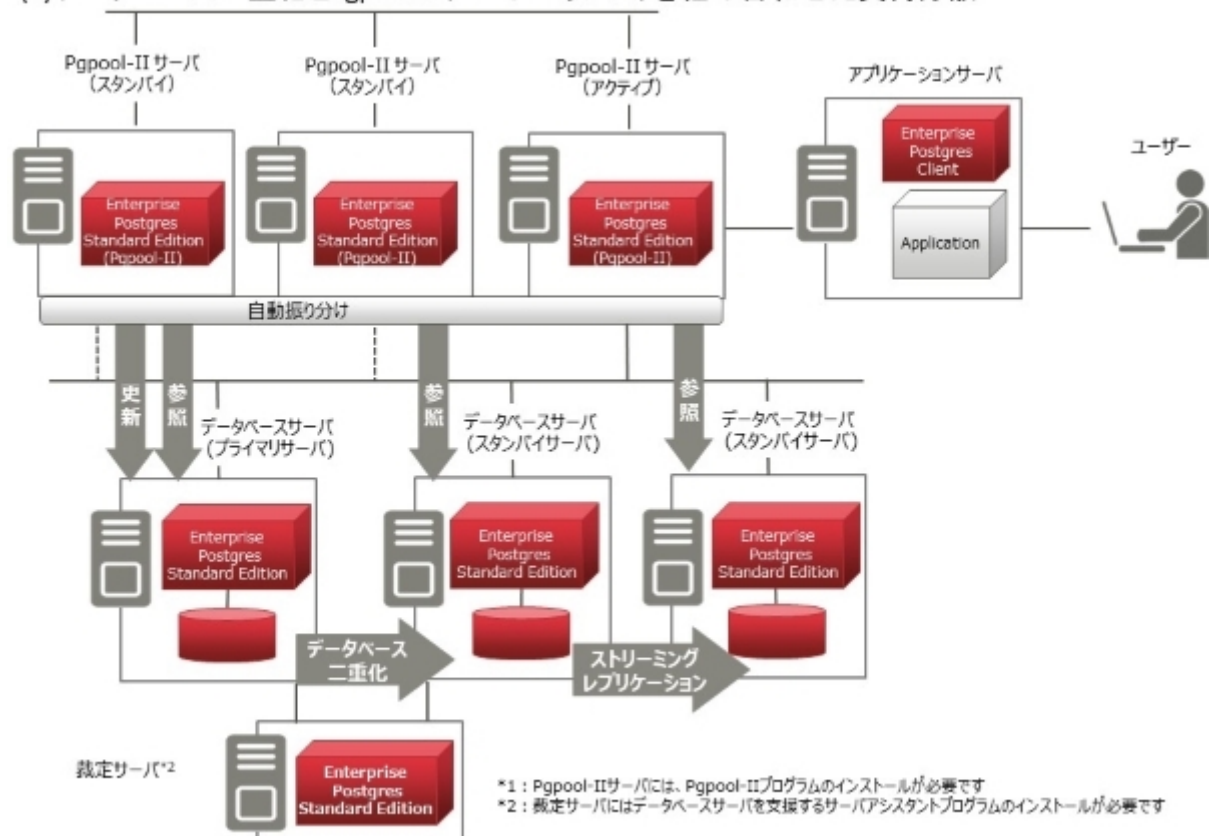 Pgpool-II サーバ
(スタンバイ)
Pgpool-II サーバ
(スタンバイ)
Pgpool-II サーバ
(アクティブ)
アプリケーションサーバ
ユーザー
Enterprise
Postgres
Standard Edition
(Pgpool-II)
Enterprise
Postgres
Standard Edition
(Pgpool-II)
Enterprise
Postgres
Standard Edition
(Pgpool-II)
Enterprise
Postgres
Client
Application
自動振り分け
更新
参照
参照
参照
データベースサーバ
(プライマリサーバ)
データベースサーバ
(スタンバイサーバ)
データベースサーバ
(スタンバイサーバ)
Enterprise
Postgres
Standard Edition
Enterprise
Postgres
Standard Edition
Enterprise
Postgres
Standard Edition
データベース
二重化
ストリーミング
レプリケーション
裁定サーバ*2
Enterprise
Postgres
Standard Edition
*1：Pgpool-IIサーバには、Pgpool-IIプログラムのインストールが必要です
*2：裁定サーバにはデータベースサーバを支援するサーバアシスタントプログラムのインストールが必要です